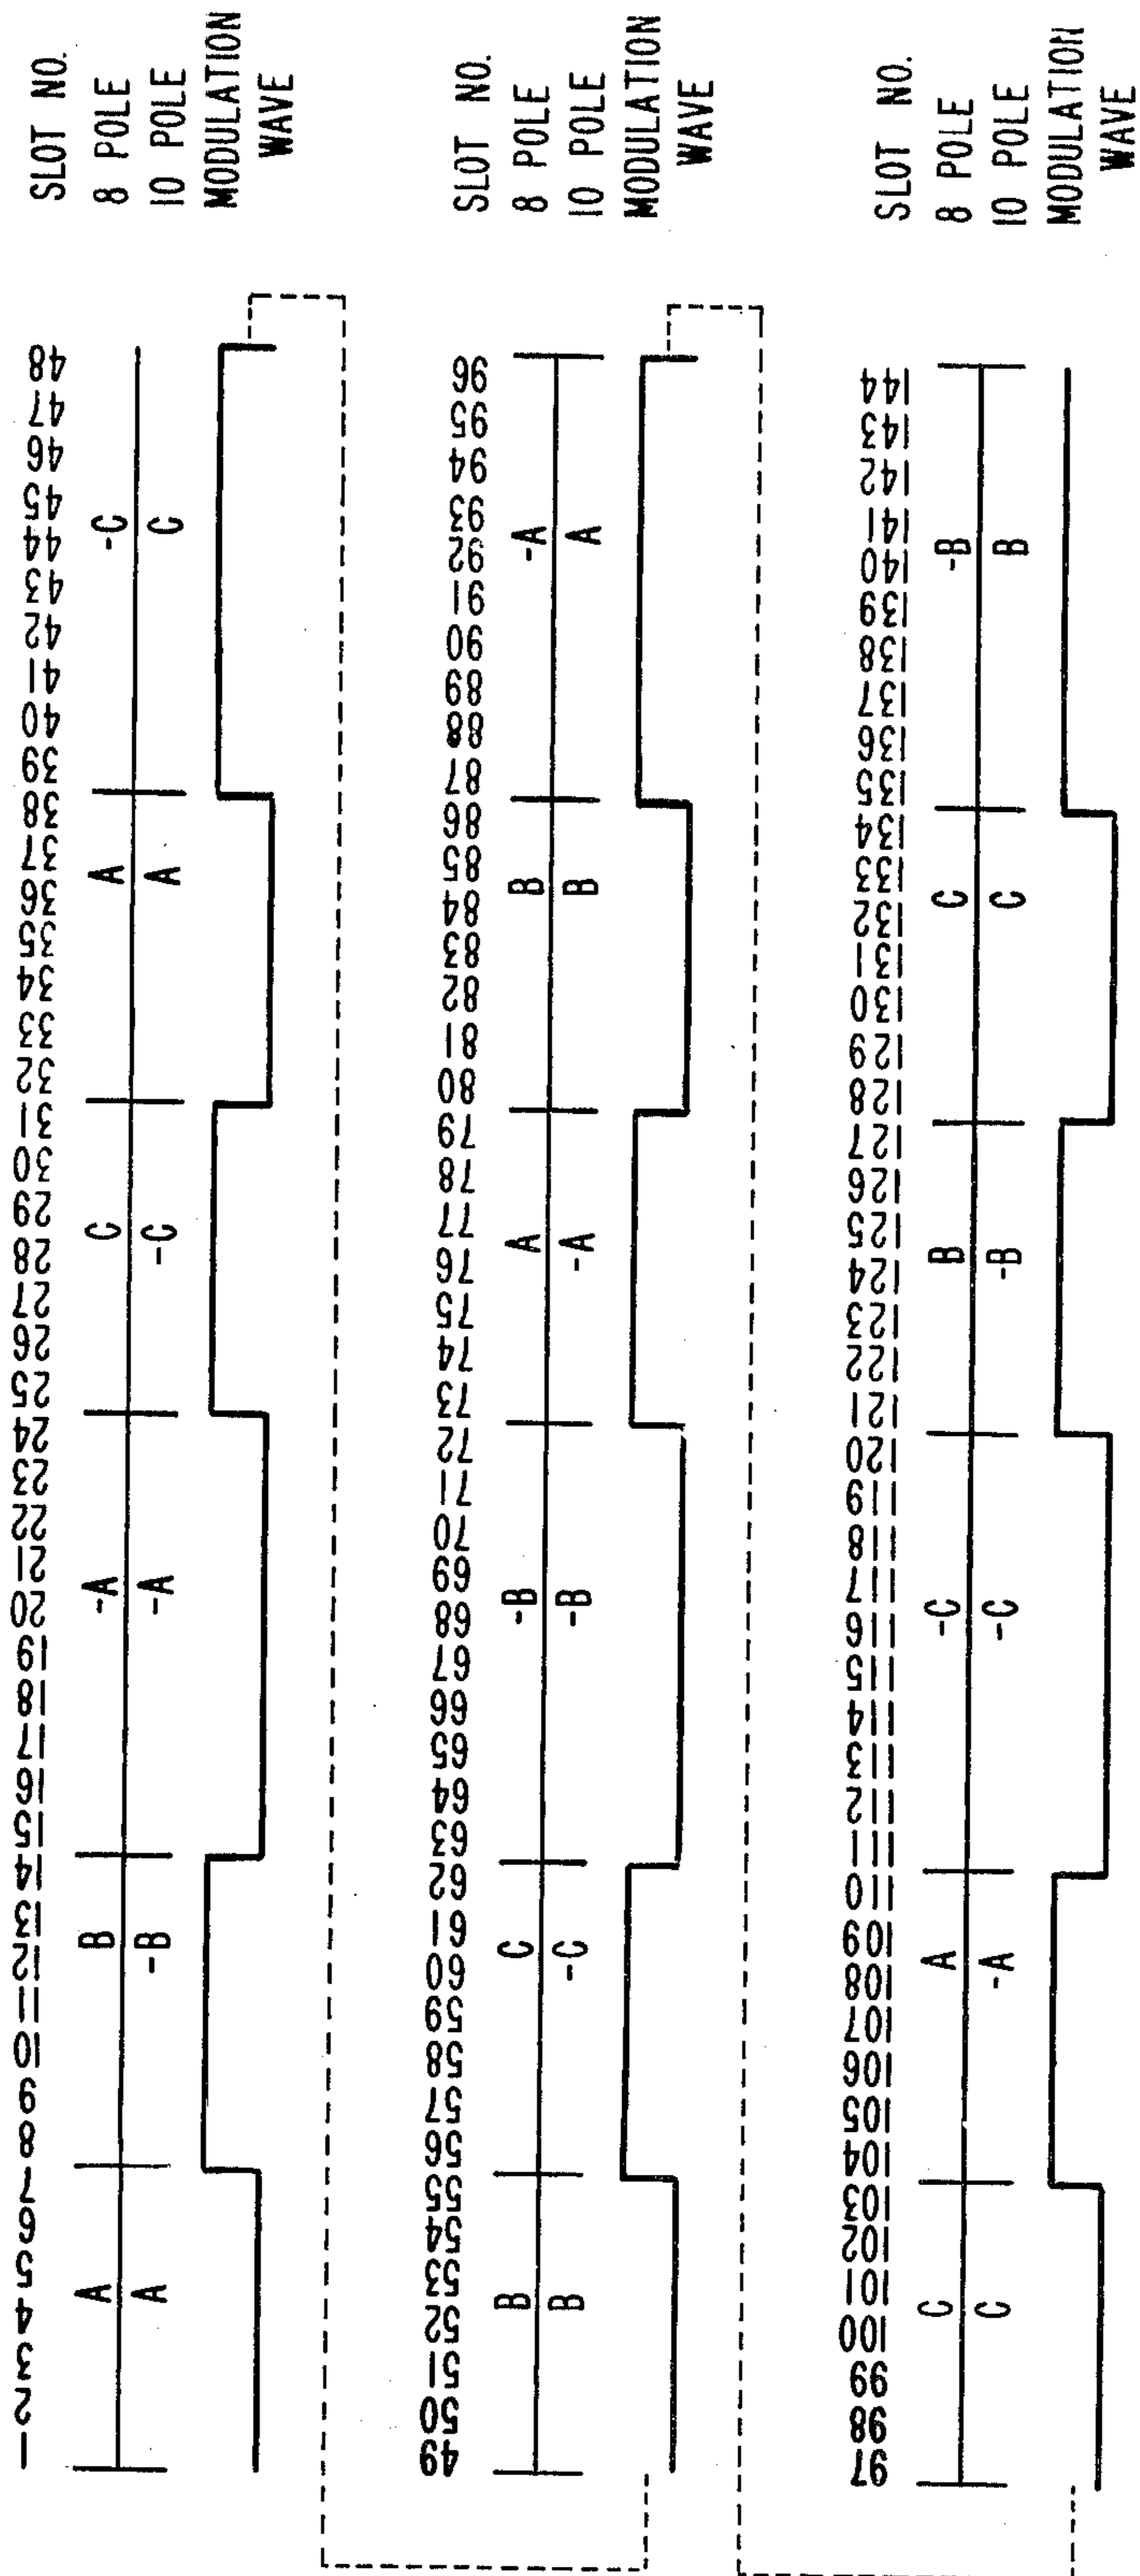 1 2 3 4 5 6 7 8 9 10 11 12 13 14 15 16 17 18 19 20 21 22 23 24 25 26 27 28 29 30 31 32 33 34 35 36 37 38 39 40 41 42 43 44 45 46 47 48 SLOT NO.
A B -A C A -C 8 POLE
A -B -A -C A C 10 POLE
MODULATION
WAVE
49 50 51 52 53 54 55 56 57 58 59 60 61 62 63 64 65 66 67 68 69 70 71 72 73 74 75 76 77 78 79 80 81 82 83 84 85 86 87 88 89 90 91 92 93 94 95 96 SLOT NO.
B C -B A B -A 8 POLE
B -C -B -A B A 10 POLE
MODULATION
WAVE
97 98 99 100 101 102 103 104 105 106 107 108 109 110 111 112 113 114 115 116 117 118 119 120 121 122 123 124 125 126 127 128 129 130 131 132 133 134 135 136 137 138 139 140 141 142 143 144 SLOT NO.
C A -C B C -B 8 POLE
C -A -C -B C B 10 POLE
MODULATION
WAVE